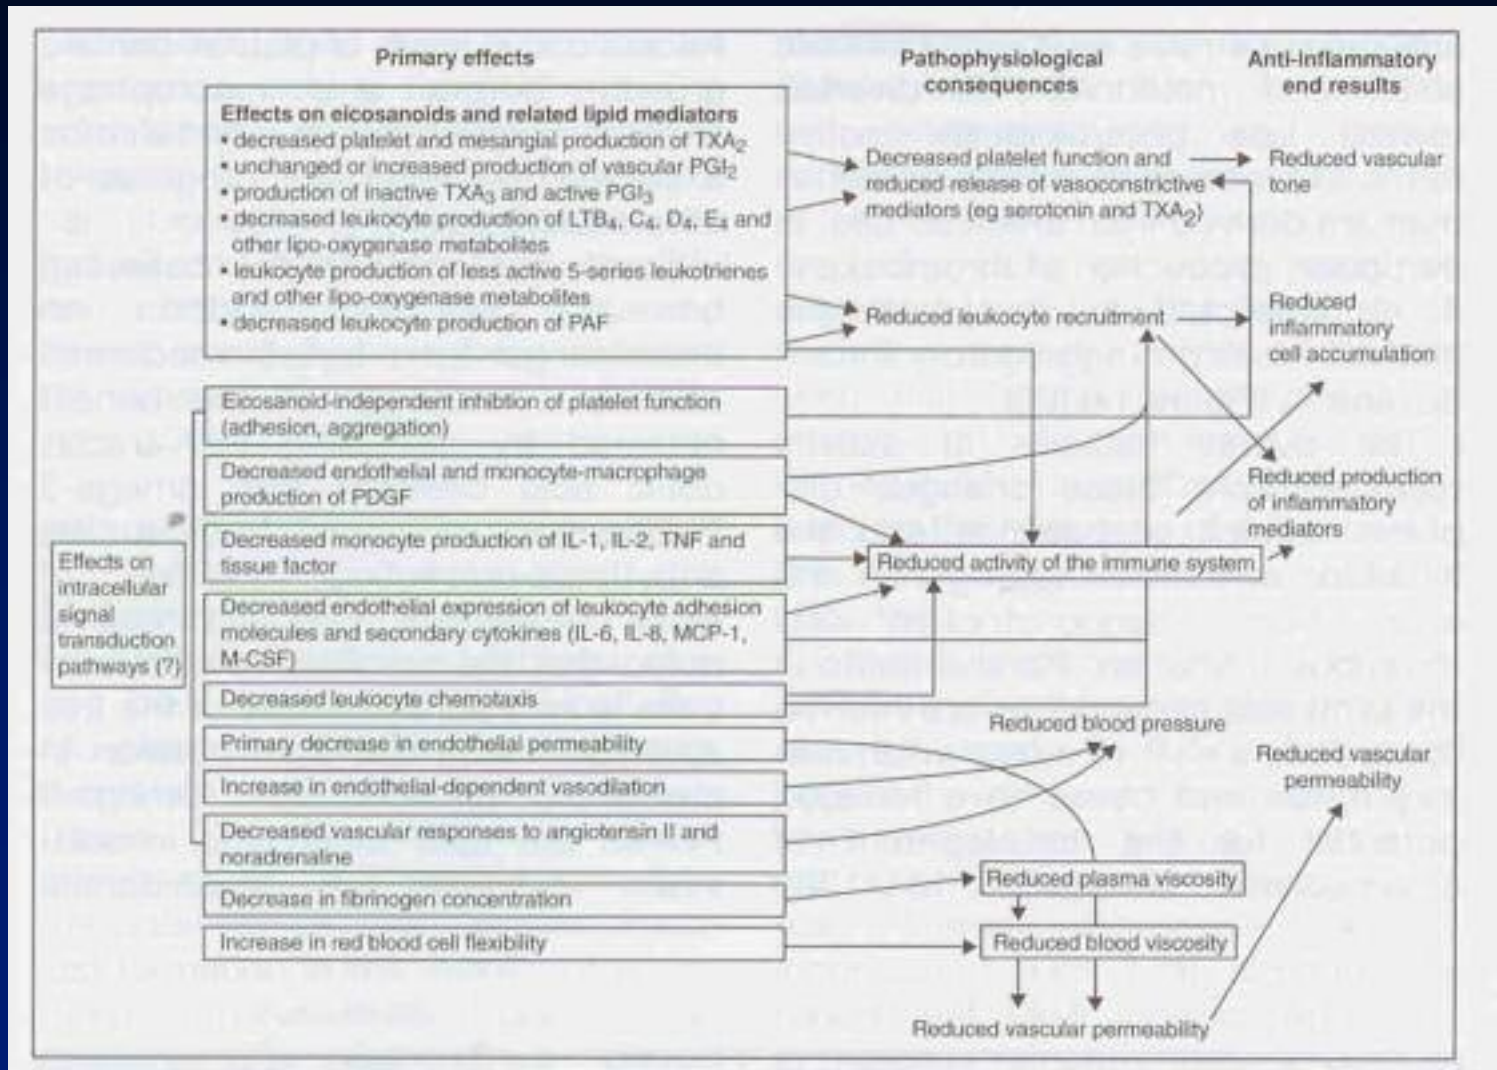 Primary effects
Pathophysiological
consequences
Anti-inflammatory
end results
Effects on eicosanoids and related lipid mediators
• decreased platelet and mesangial production of TXA2
• unchanged or increased production of vascular PGI2
• production of inactive TXA3 and active PGI3
• decreased leukocyte production of LTB4, C4, D4, E4 and
other lipo-oxygenase metabolites
• leukocyte production of less active 5-series leukotrienes
and other lipo-oxygenase metabolites
• decreased leukocyte production of PAF
Decreased platelet function and
reduced release of vasoconstrictive
mediators (eg serotonin and TXA2)
Reduced vascular
tone
Reduced leukocyte recruitment
Reduced
inflammatory
cell accumulation
Eicosanoid-independent inhibtion of platelet function
(adhesion, aggregation)
Decreased endothelial and monocyte-macrophage
production of PDGF
Reduced production
of inflammatory
mediators
Decreased monocyte production of IL-1, IL-2, TNF and
tissue factor
Reduced activity of the immune system
Effects on
intracellular
signal
transduction
pathways (?)
Decreased endothelial expression of leukocyte adhesion
molecules and secondary cytokines (IL-6, IL-8, MCP-1,
M-CSF)
Decreased leukocyte chemotaxis
Reduced blood pressure
Primary decrease in endothelial permeability
Reduced vascular
permeability
Increase in endothelial-dependent vasodilation
Decreased vascular responses to angiotensin II and
noradrenaline
Reduced plasma viscosity
Decrease in fibrinogen concentration
Increase in red blood cell flexibility
Reduced blood viscosity
Reduced vascular permeability